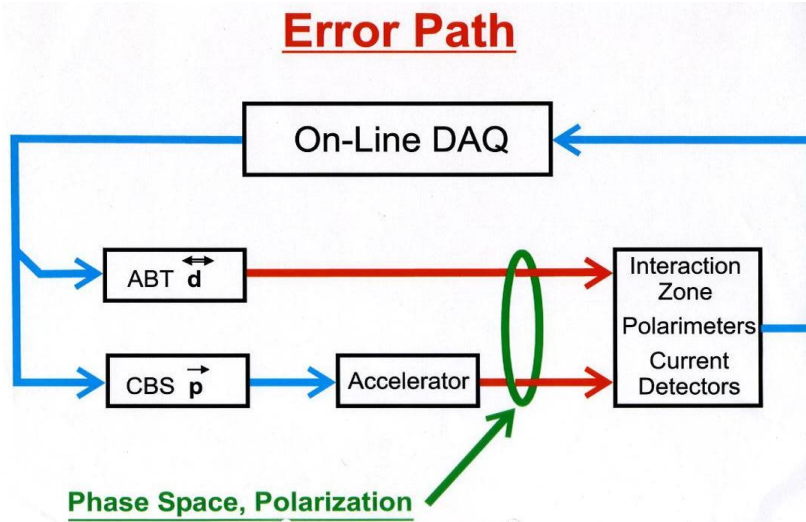 Error Path
On-Line DAQ
ABT d
Interaction
Zone
Polarimeters
Current
Detectors
CBS p
Accelerator
Phase Space, Polarization